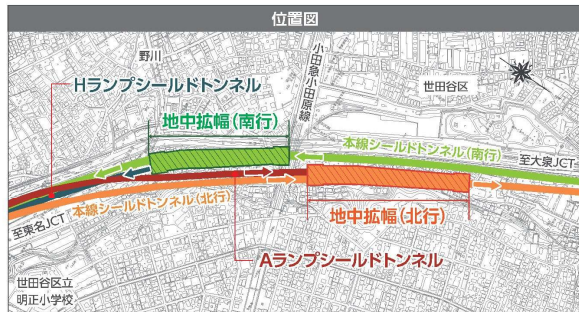 位置図
野川
小田急小田原線
世田谷区
Hランプシールドトンネル
地中拡幅(南行)
本線シールドトンネル(南行)
至大泉JCT
本線シールドトンネル(北行)
至東名JCT
地中拡幅(北行)
Aランプシールドトンネル
世田谷区立
明正小学校